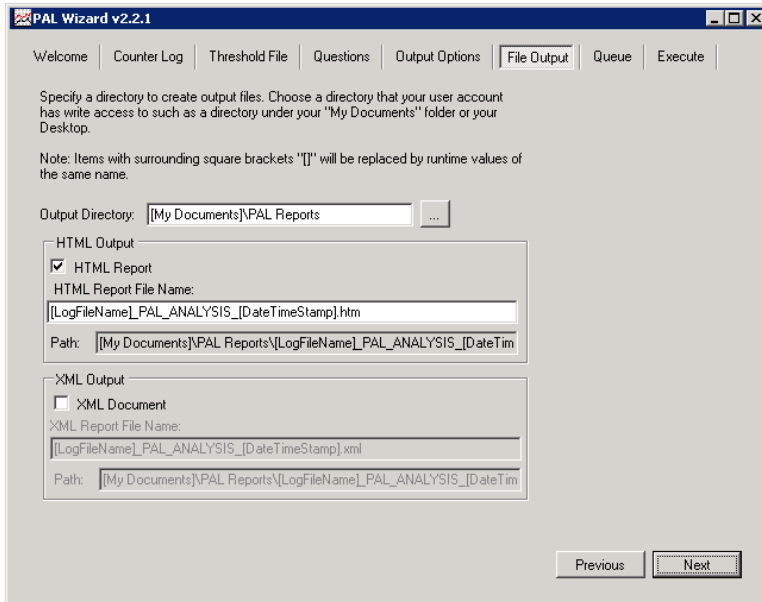 PAL Wizard v2.2.1
Welcome Counter Log Threshold File Questions Output Options File Output Queue Execute
Specify a directory to create output files. Choose a directory that your user account
has write access to such as a directory under your "My Documents" folder or your
Desktop.
Note: Items with surrounding square brackets "[]" will be replaced by runtime values of
the same name.
Output Directory: [My Documents]\PAL Reports ...
HTML Output
HTML Report
HTML Report File Name:
[LogFileName]_PAL_ANALYSIS_[DateTimeStamp].htm
Path: [My Documents]\PAL Reports\[LogFileName]_PAL_ANALYSIS_[DateTim
XML Output
XML Document
XML Report File Name:
[LogFileName]_PAL_ANALYSIS_[DateTimeStamp].xml
Path: [My Documents]\PAL Reports\[LogFileName]_PAL_ANALYSIS_[DateTim
Previous Next